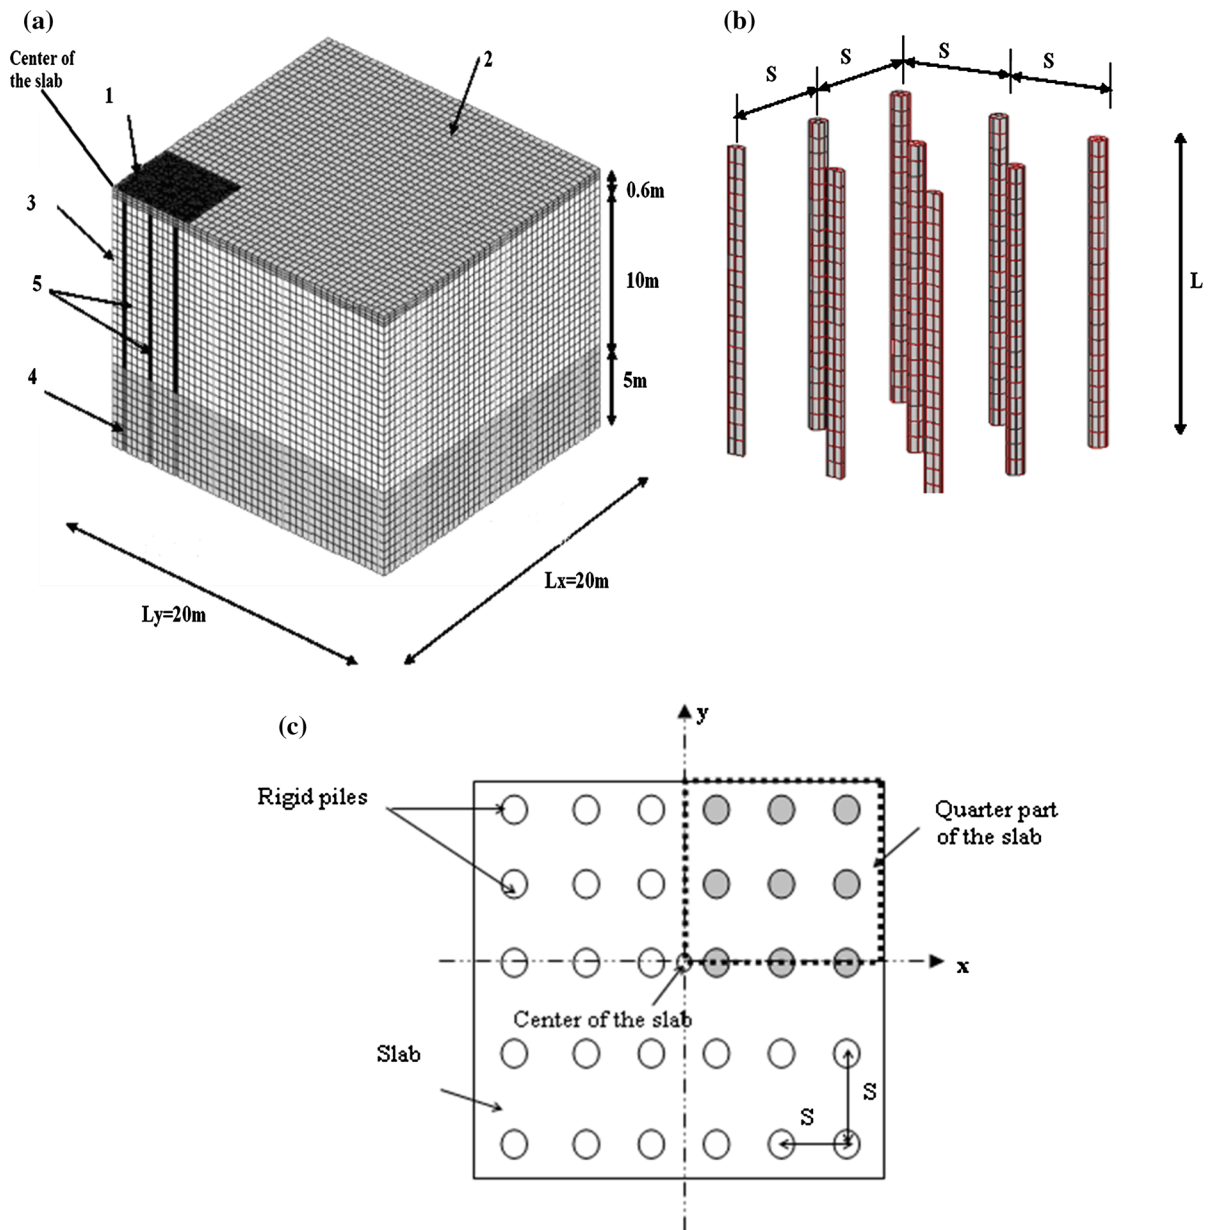 (a)
Center of
the slab
1
2
3
0.6m
10m
5
4
5m
Lx=20m
Ly=20m
(b)
S
S
S
S
L
(c)
y
Rigid piles
Quarter part
of the slab
x
Center of the slab
Slab
S
S